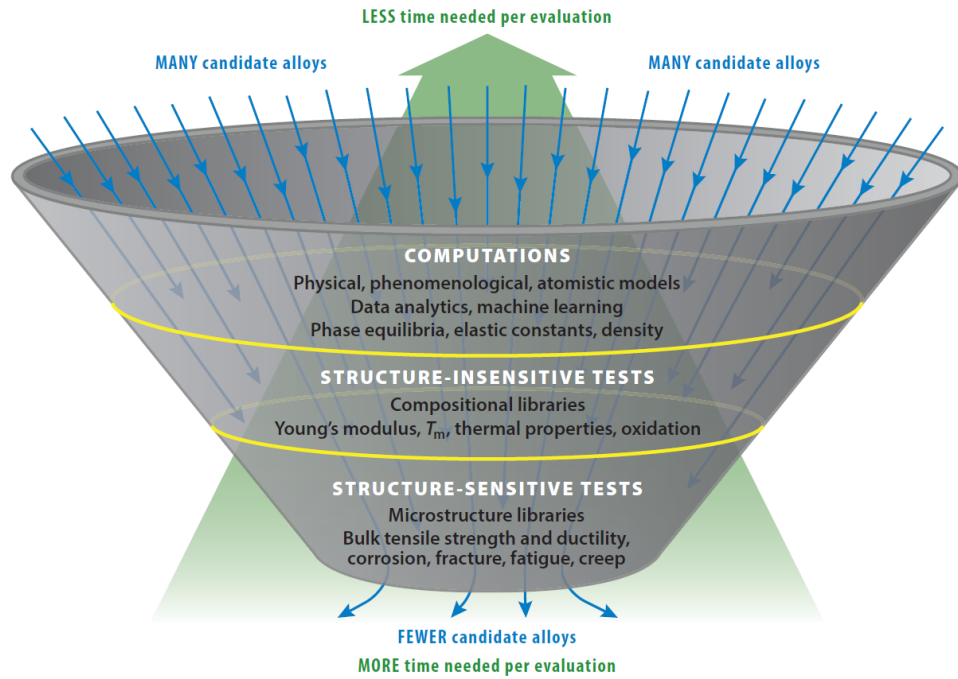 LESS time needed per evaluation
MANY candidate alloys
MANY candidate alloys
COMPUTATIONS
Physical, phenomenological, atomistic models
Data analytics, machine learning
Phase equilibria, elastic constants, density
STRUCTURE-INSENSITIVE TESTS
Compositional libraries
Young's modulus, Tm, thermal properties, oxidation
STRUCTURE-SENSITIVE TESTS
Microstructure libraries
Bulk tensile strength and ductility,
corrosion, fracture, fatigue, creep
FEWER candidate alloys
MORE time needed per evaluation